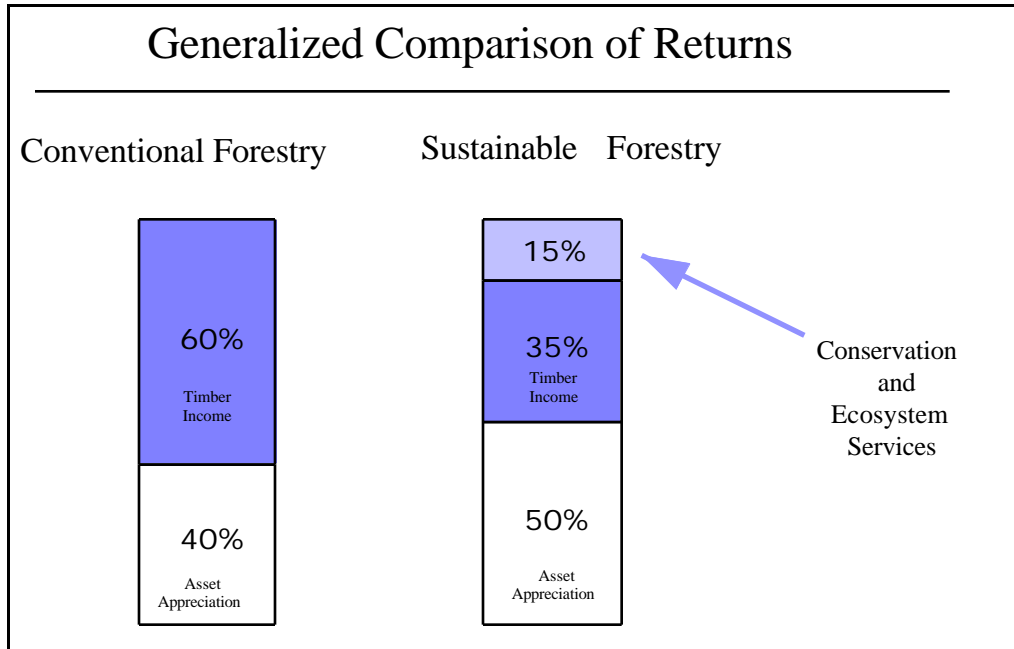 Generalized Comparison of Returns
Conventional Forestry
Sustainable Forestry
60%
Timber
Income
40%
Asset
Appreciation
15%
35%
Timber
Income
50%
Asset
Appreciation
Conservation
and
Ecosystem
Services